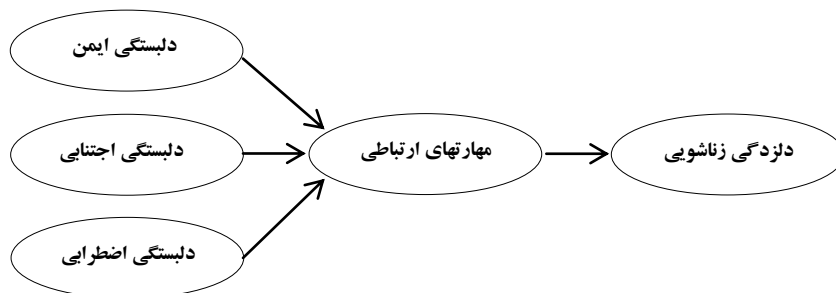 دلبستگی ایمن
دلبستگی اجتنابی
مهارتهای ارتباطی
دلزدگی زناشویی
دلبستگی اضطرابی